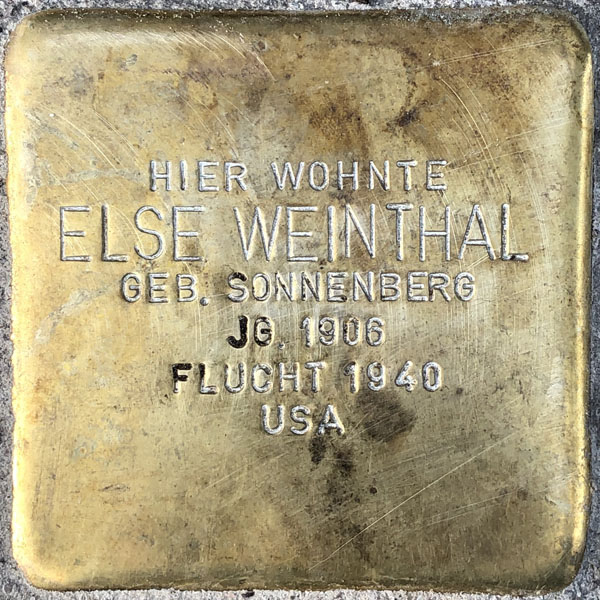 HIER WOHNTE
ELSE WEINTHAL
GEB. SONNENBERG
JG. 1906
FLUCHT 1940
USA